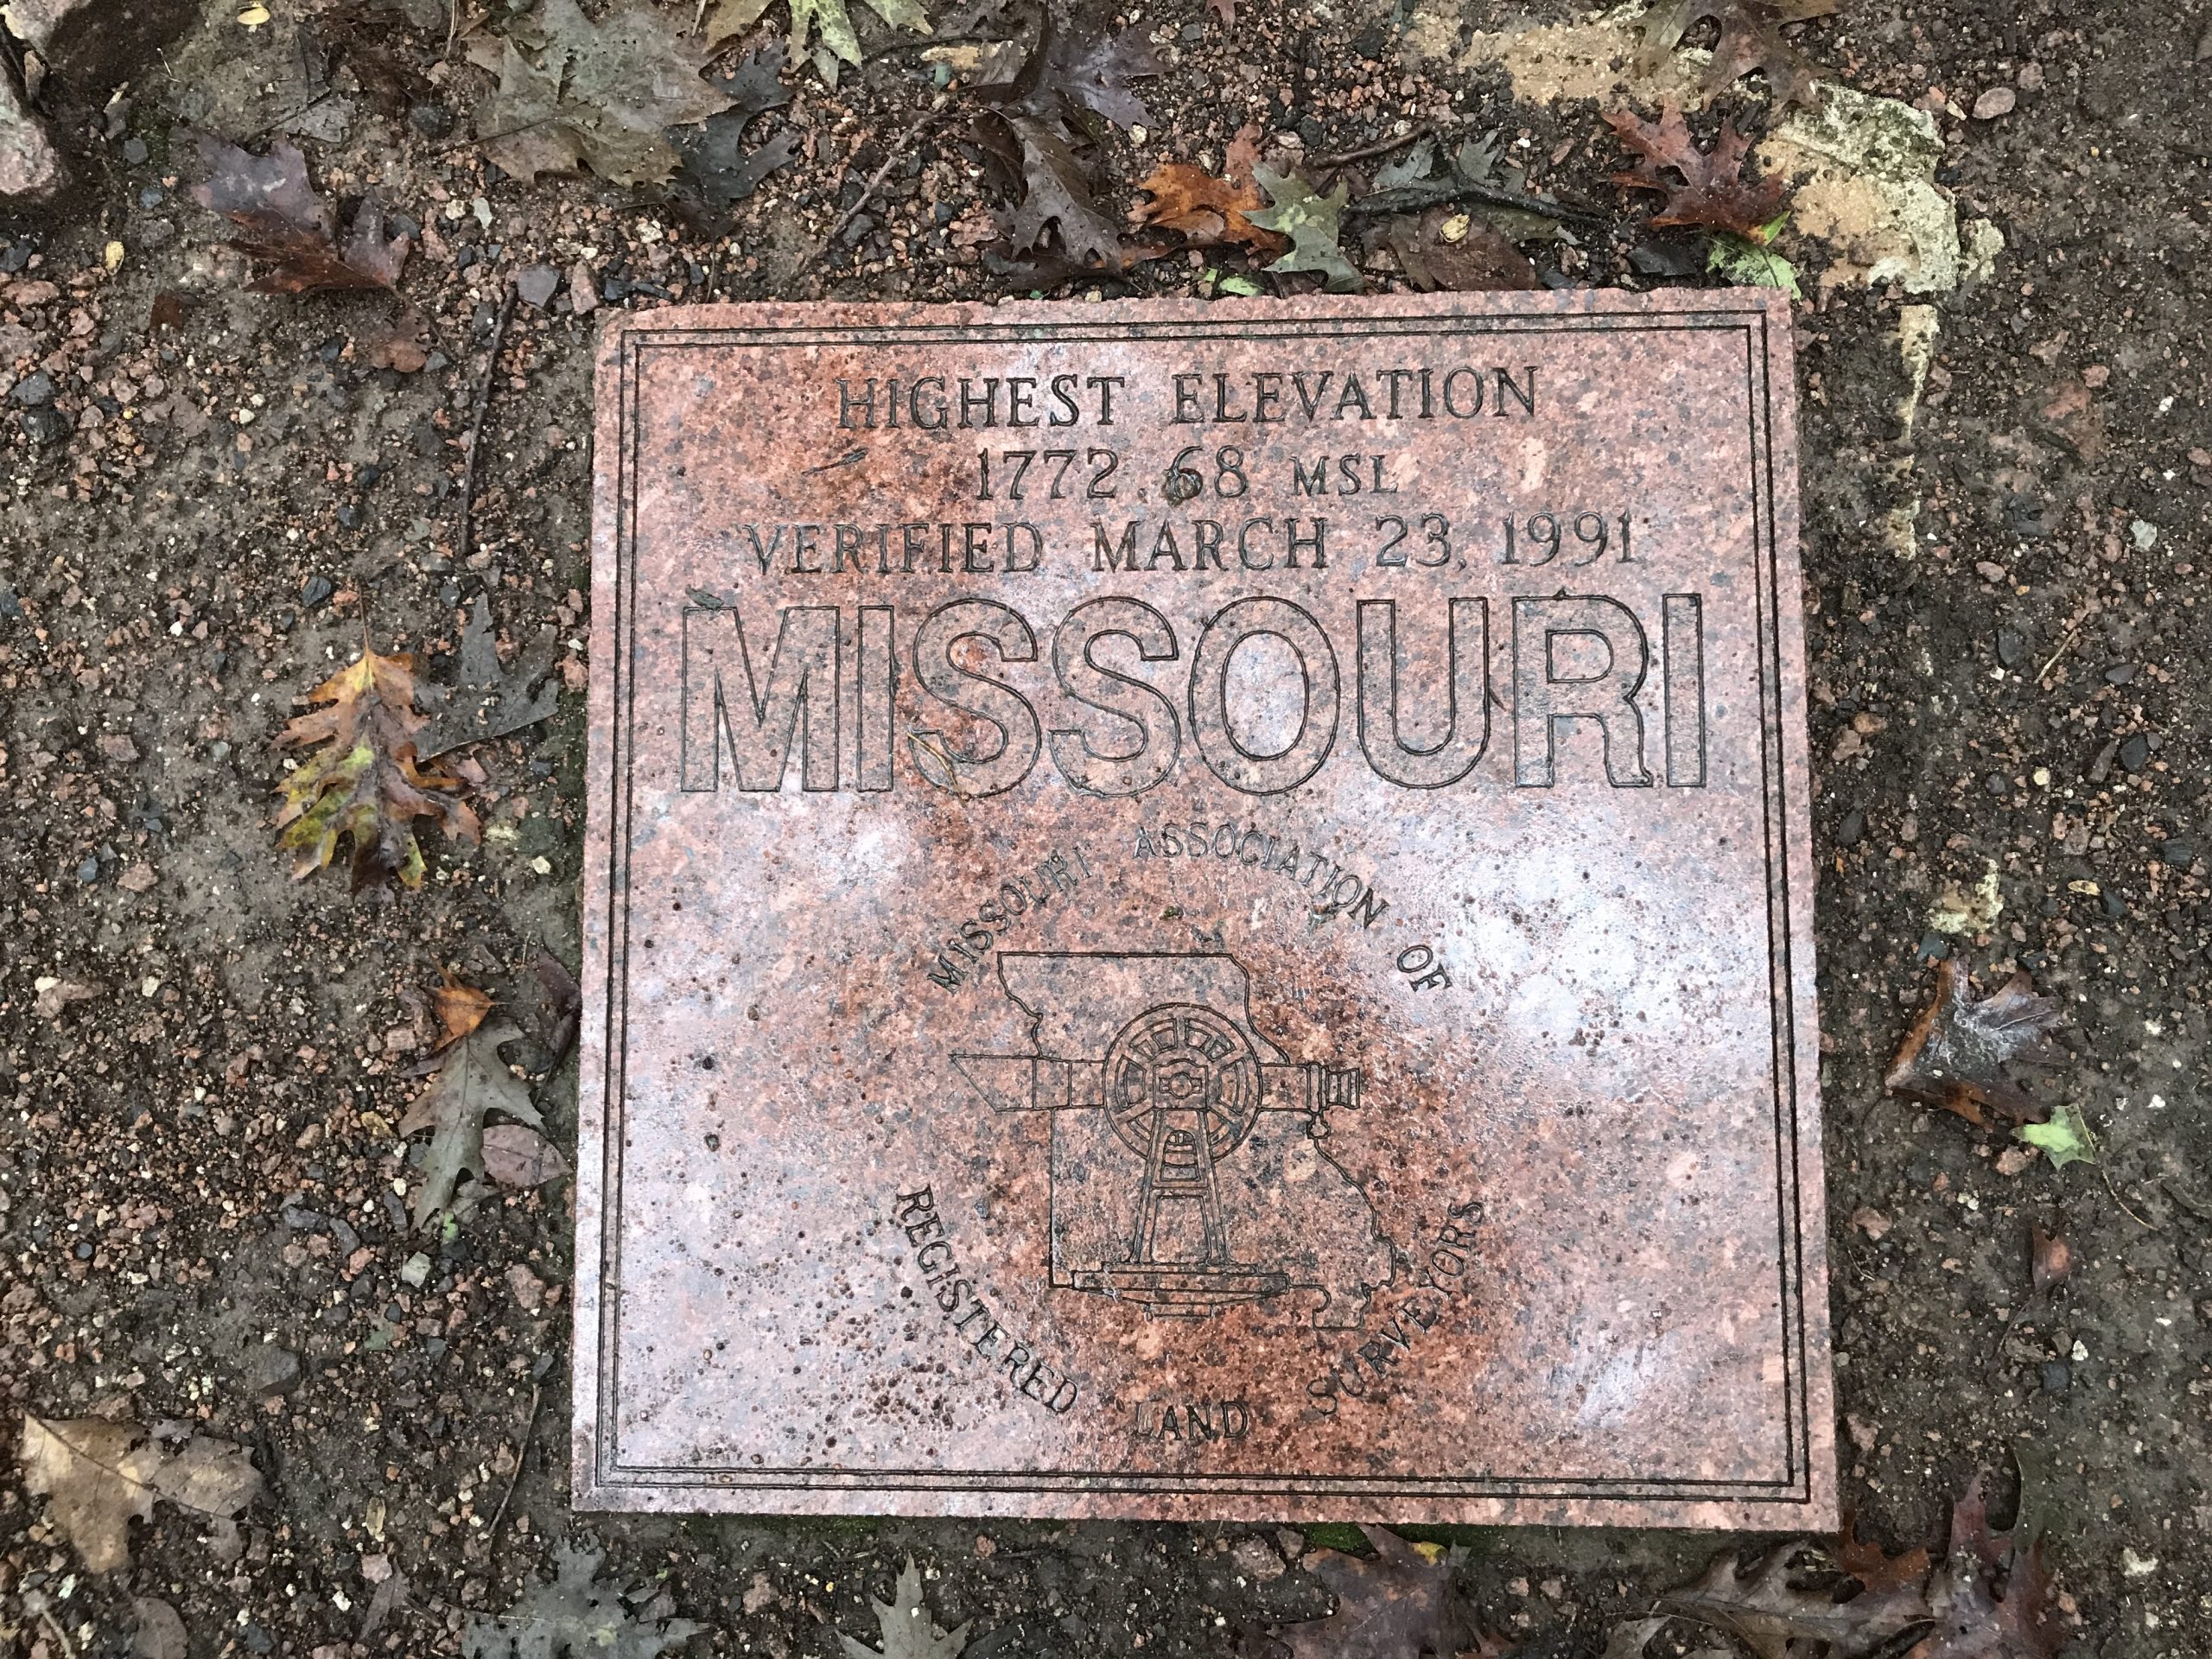 HIGHEST ELEVATION
1772.68 MSL
VERIFIED MARCH 23, 1991
MISSOURI
MISSOURI ASSOCIATION OF
REGISTERED LAND SURVEYORS